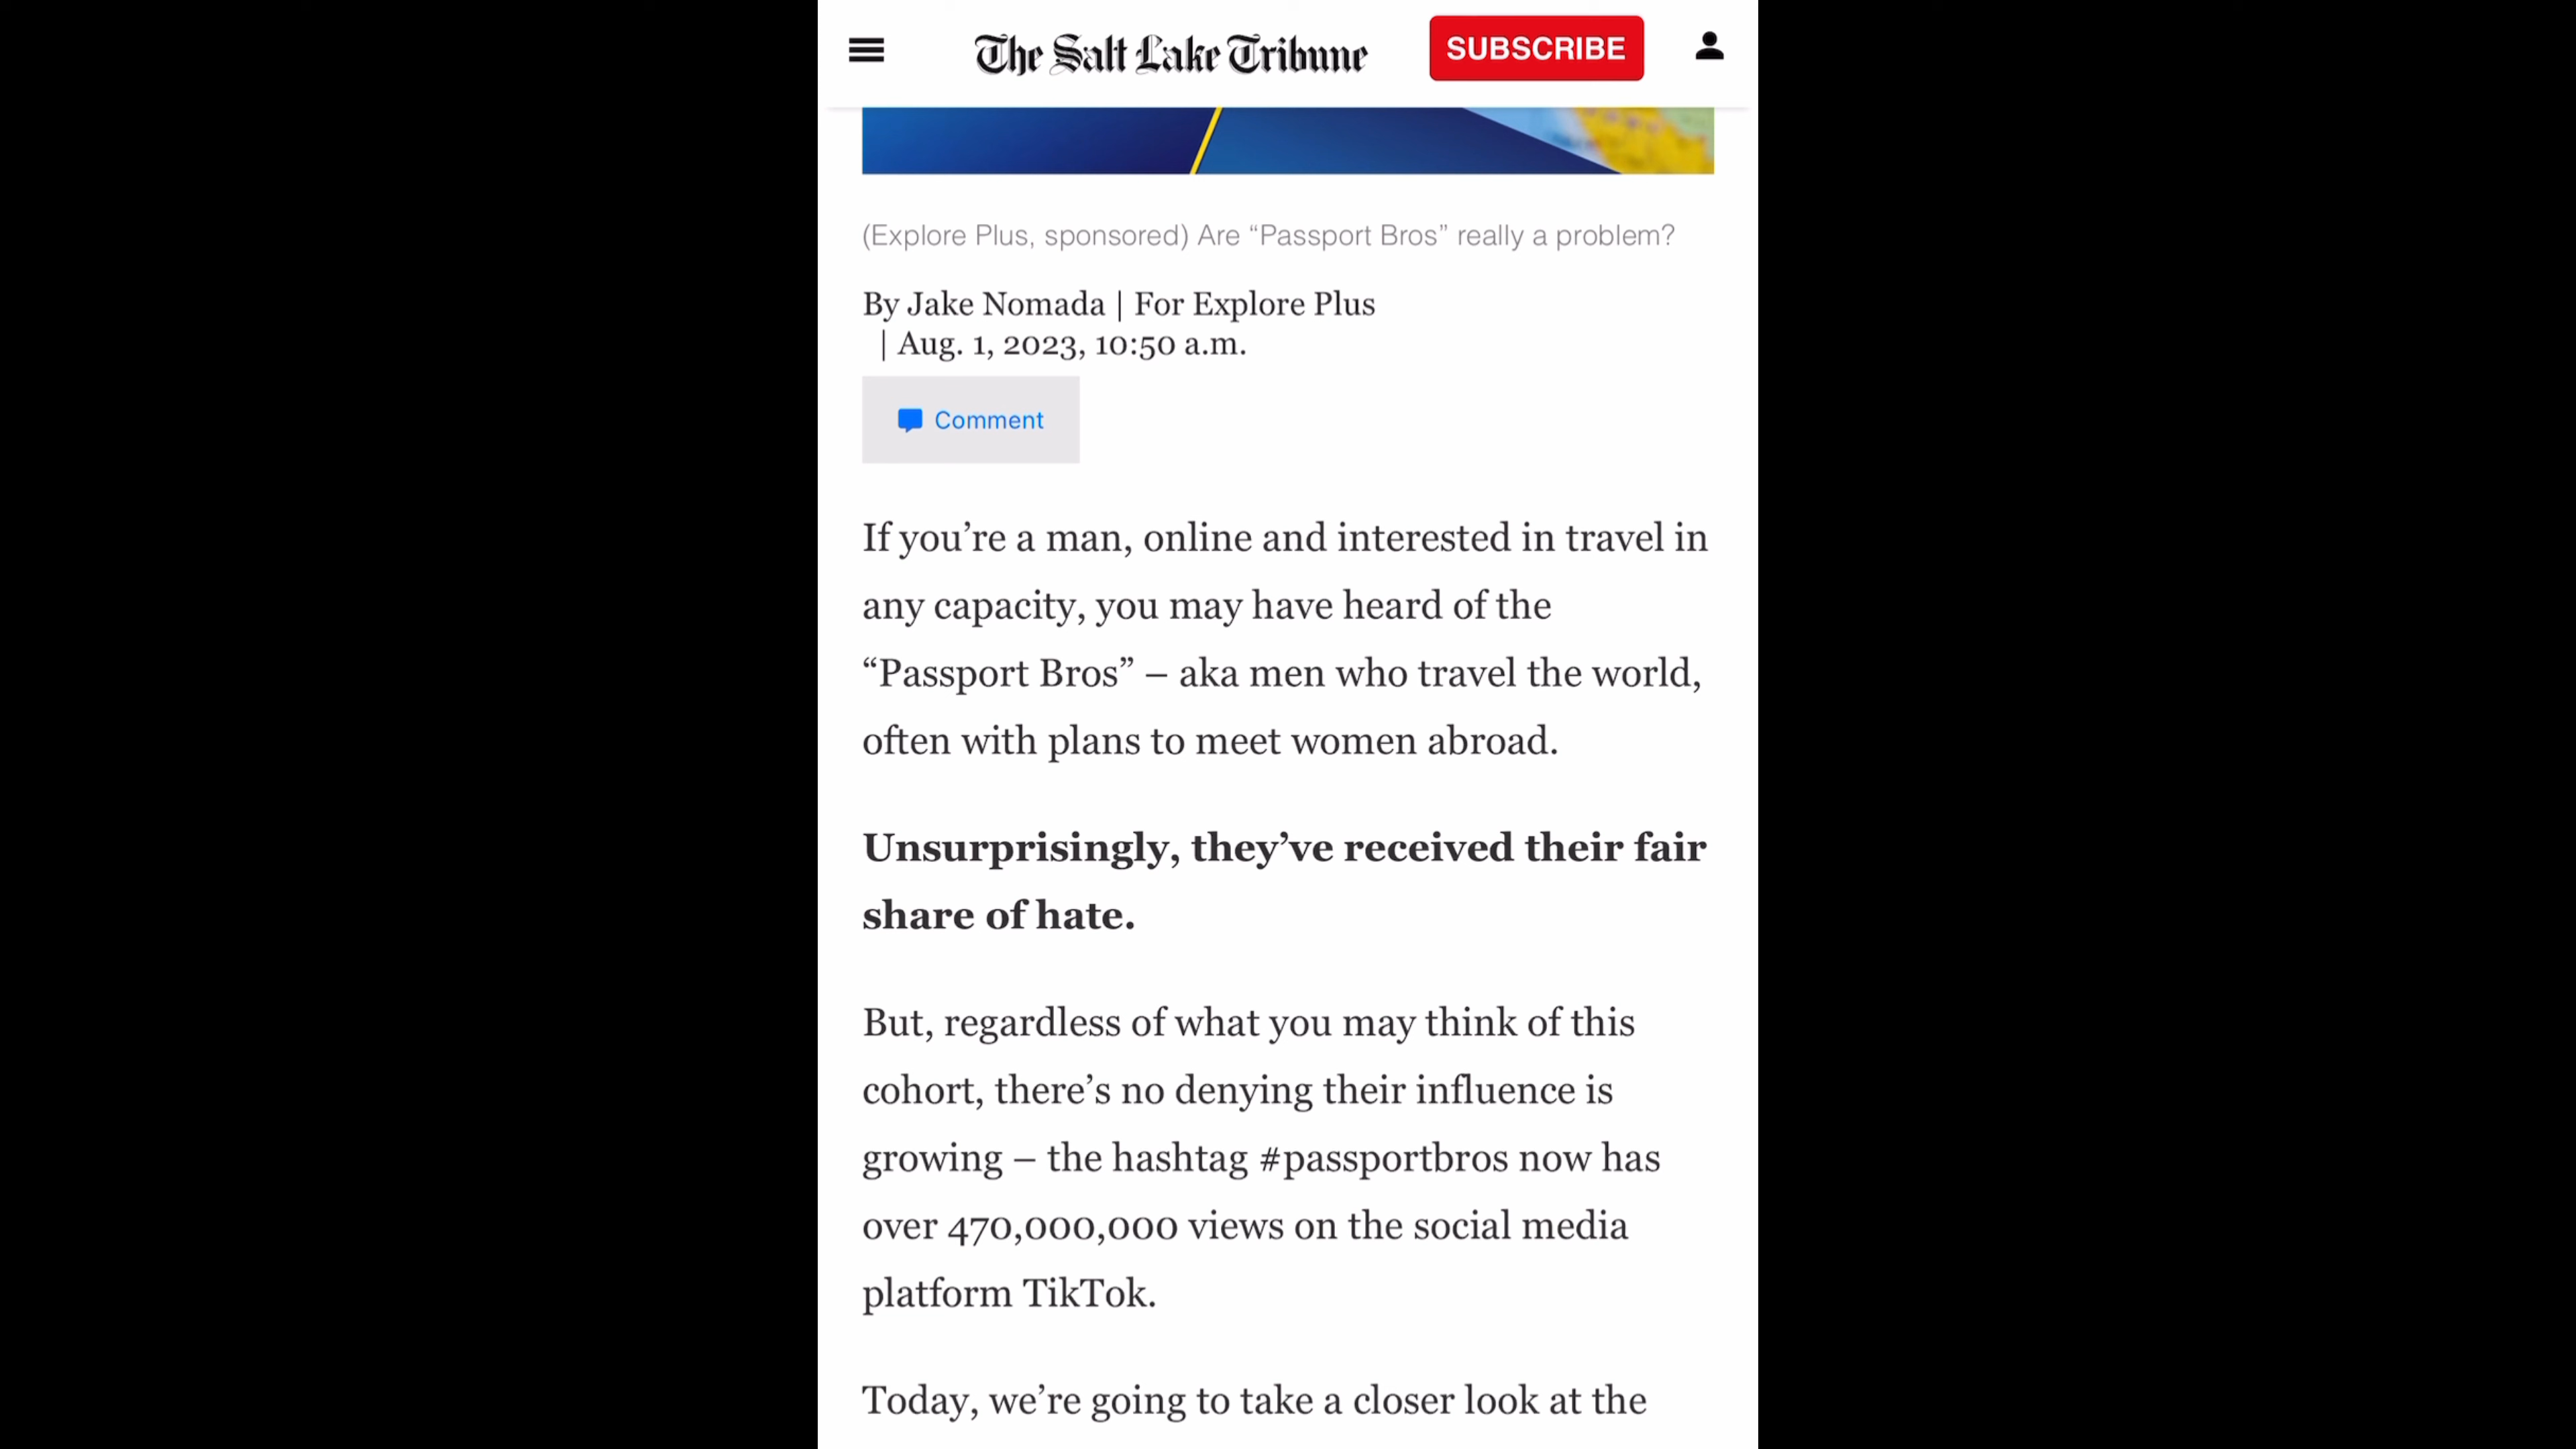 The Salt Lake Tribune
SUBSCRIBE
(Explore Plus, sponsored) Are “Passport Bros” really a problem?
By Jake Nomada | For Explore Plus
| Aug. 1, 2023, 10:50 a.m.
Comment
If you’re a man, online and interested in travel in
any capacity, you may have heard of the
“Passport Bros” – aka men who travel the world,
often with plans to meet women abroad.
Unsurprisingly, they’ve received their fair
share of hate.
But, regardless of what you may think of this
cohort, there’s no denying their influence is
growing – the hashtag #passportbros now has
over 470,000,000 views on the social media
platform TikTok.
Today, we’re going to take a closer look at the